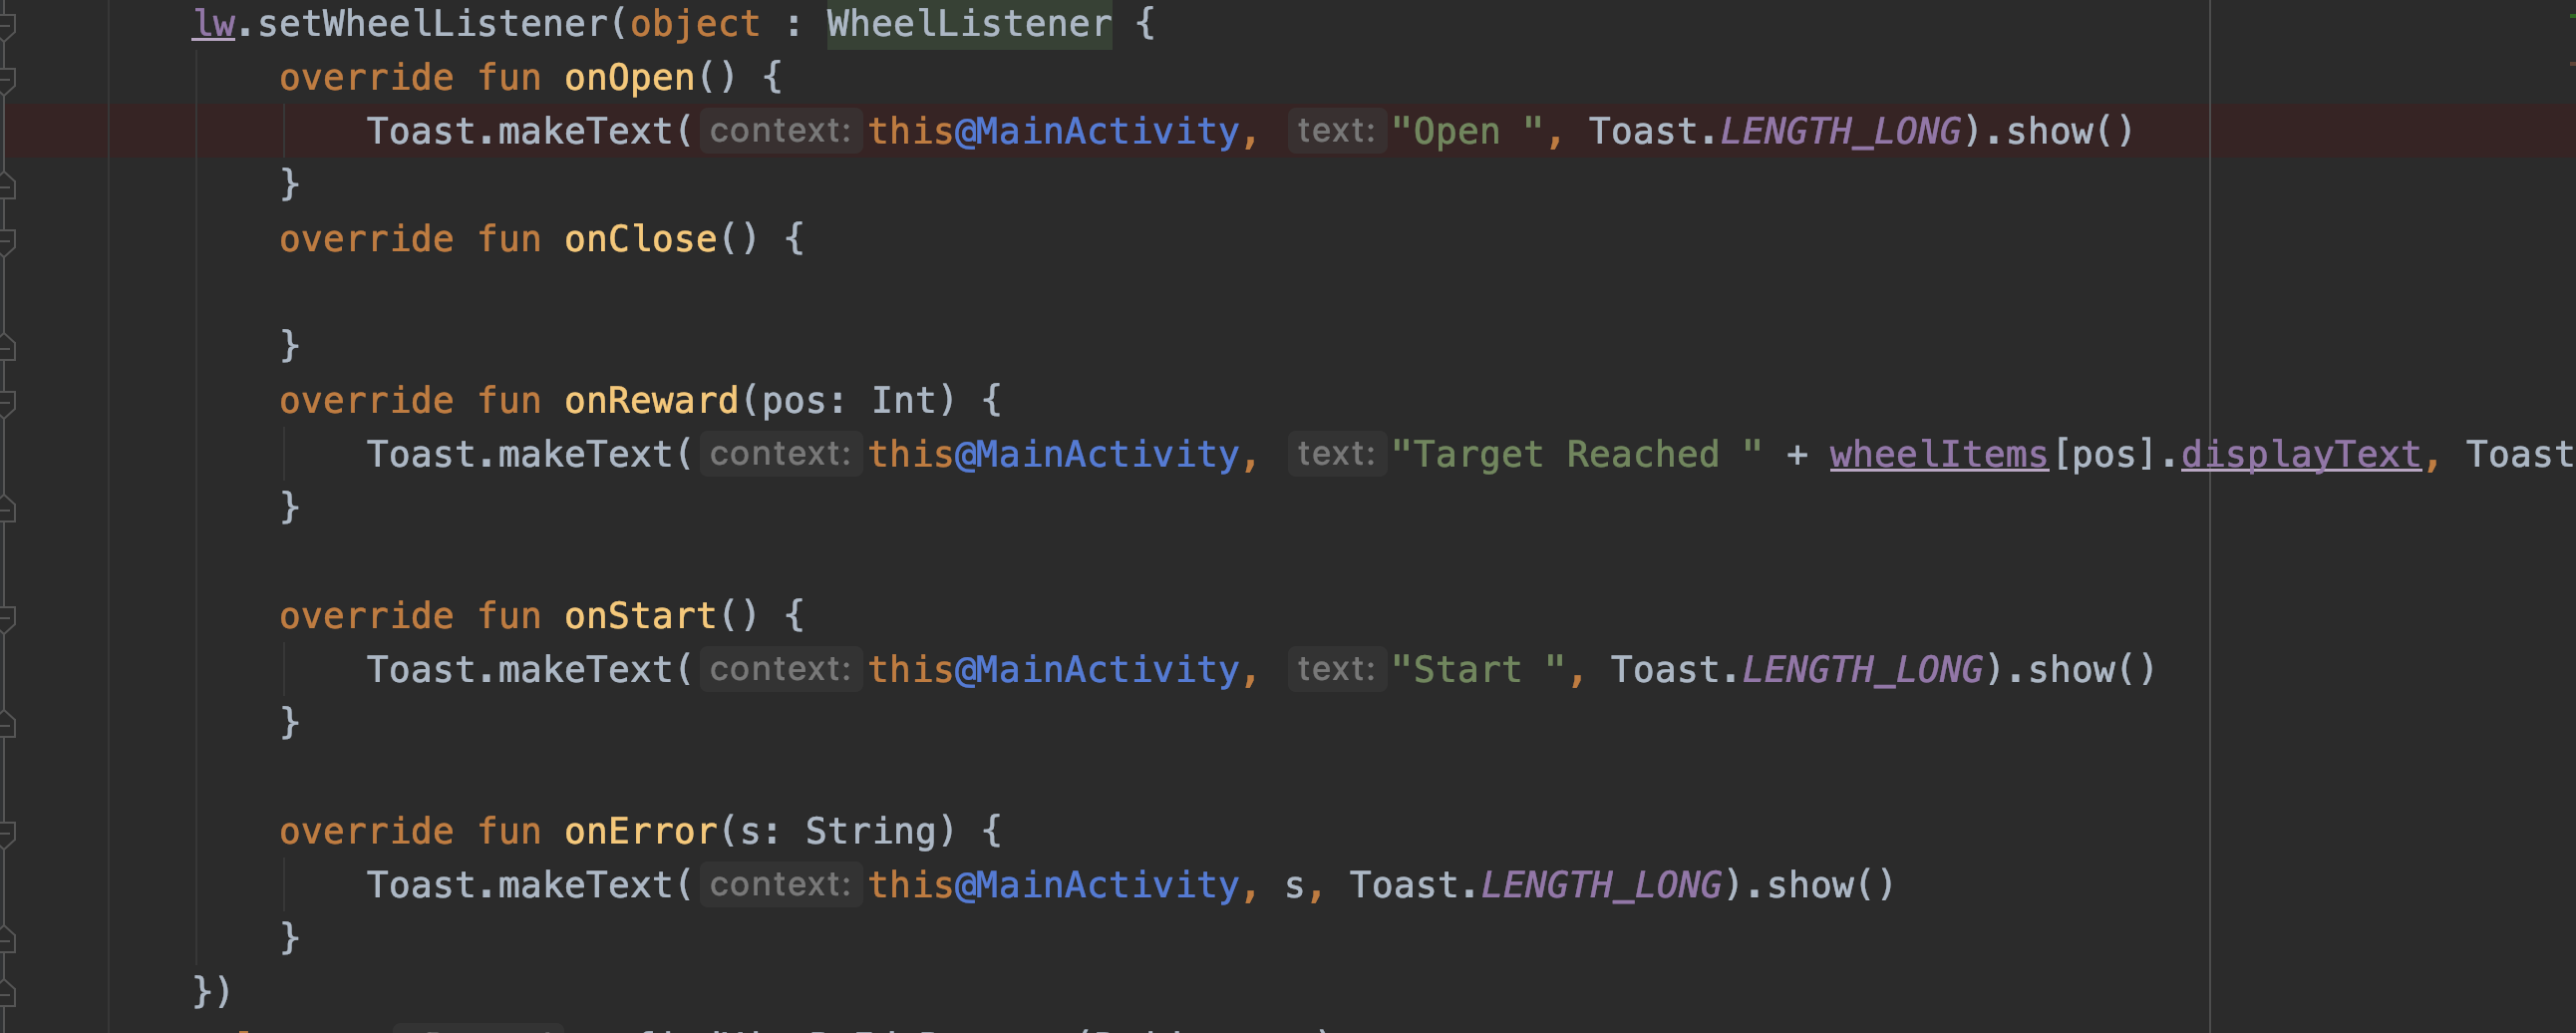 lw.setWheelListener(object : WheelListener {
override fun onOpen() {
Toast.makeText( context: this@MainActivity, text: "Open ", Toast.LENGTH_LONG).show()
}
override fun onClose() {
}
override fun onReward(pos: Int) {
Toast.makeText( context: this@MainActivity, text: "Target Reached " + wheelItems[pos].displayText, Toast
}
override fun onStart() {
Toast.makeText( context: this@MainActivity, text: "Start ", Toast.LENGTH_LONG).show()
}
override fun onError(s: String) {
Toast.makeText( context: this@MainActivity, s, Toast.LENGTH_LONG).show()
}
})